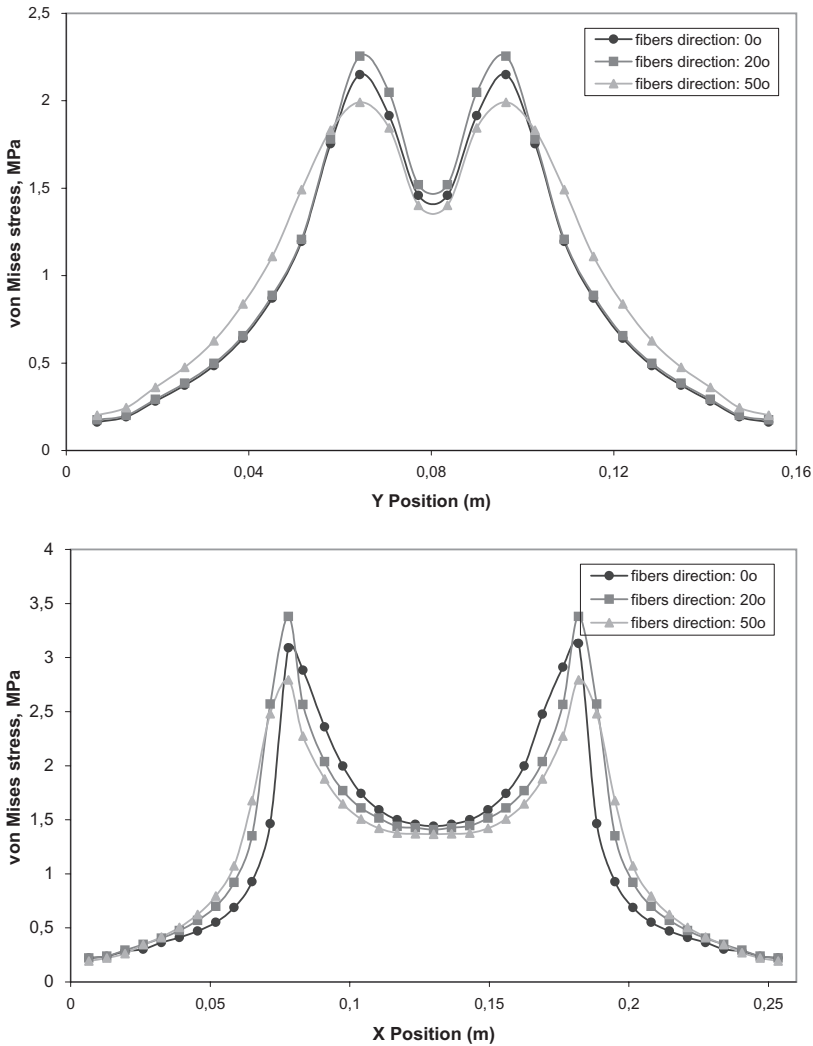 2,5
2
1,5
1
0,5
0
von Mises stress, MPa
fibers direction: 0o
fibers direction: 20o
fibers direction: 50o
0
0,04
0,08
0,12
0,16
Y Position (m)
4
3,5
3
2,5
2
1,5
1
0,5
0
von Mises stress, MPa
fibers direction: 0o
fibers direction: 20o
fibers direction: 50o
0
0,05
0,1
0,15
0,2
0,25
X Position (m)